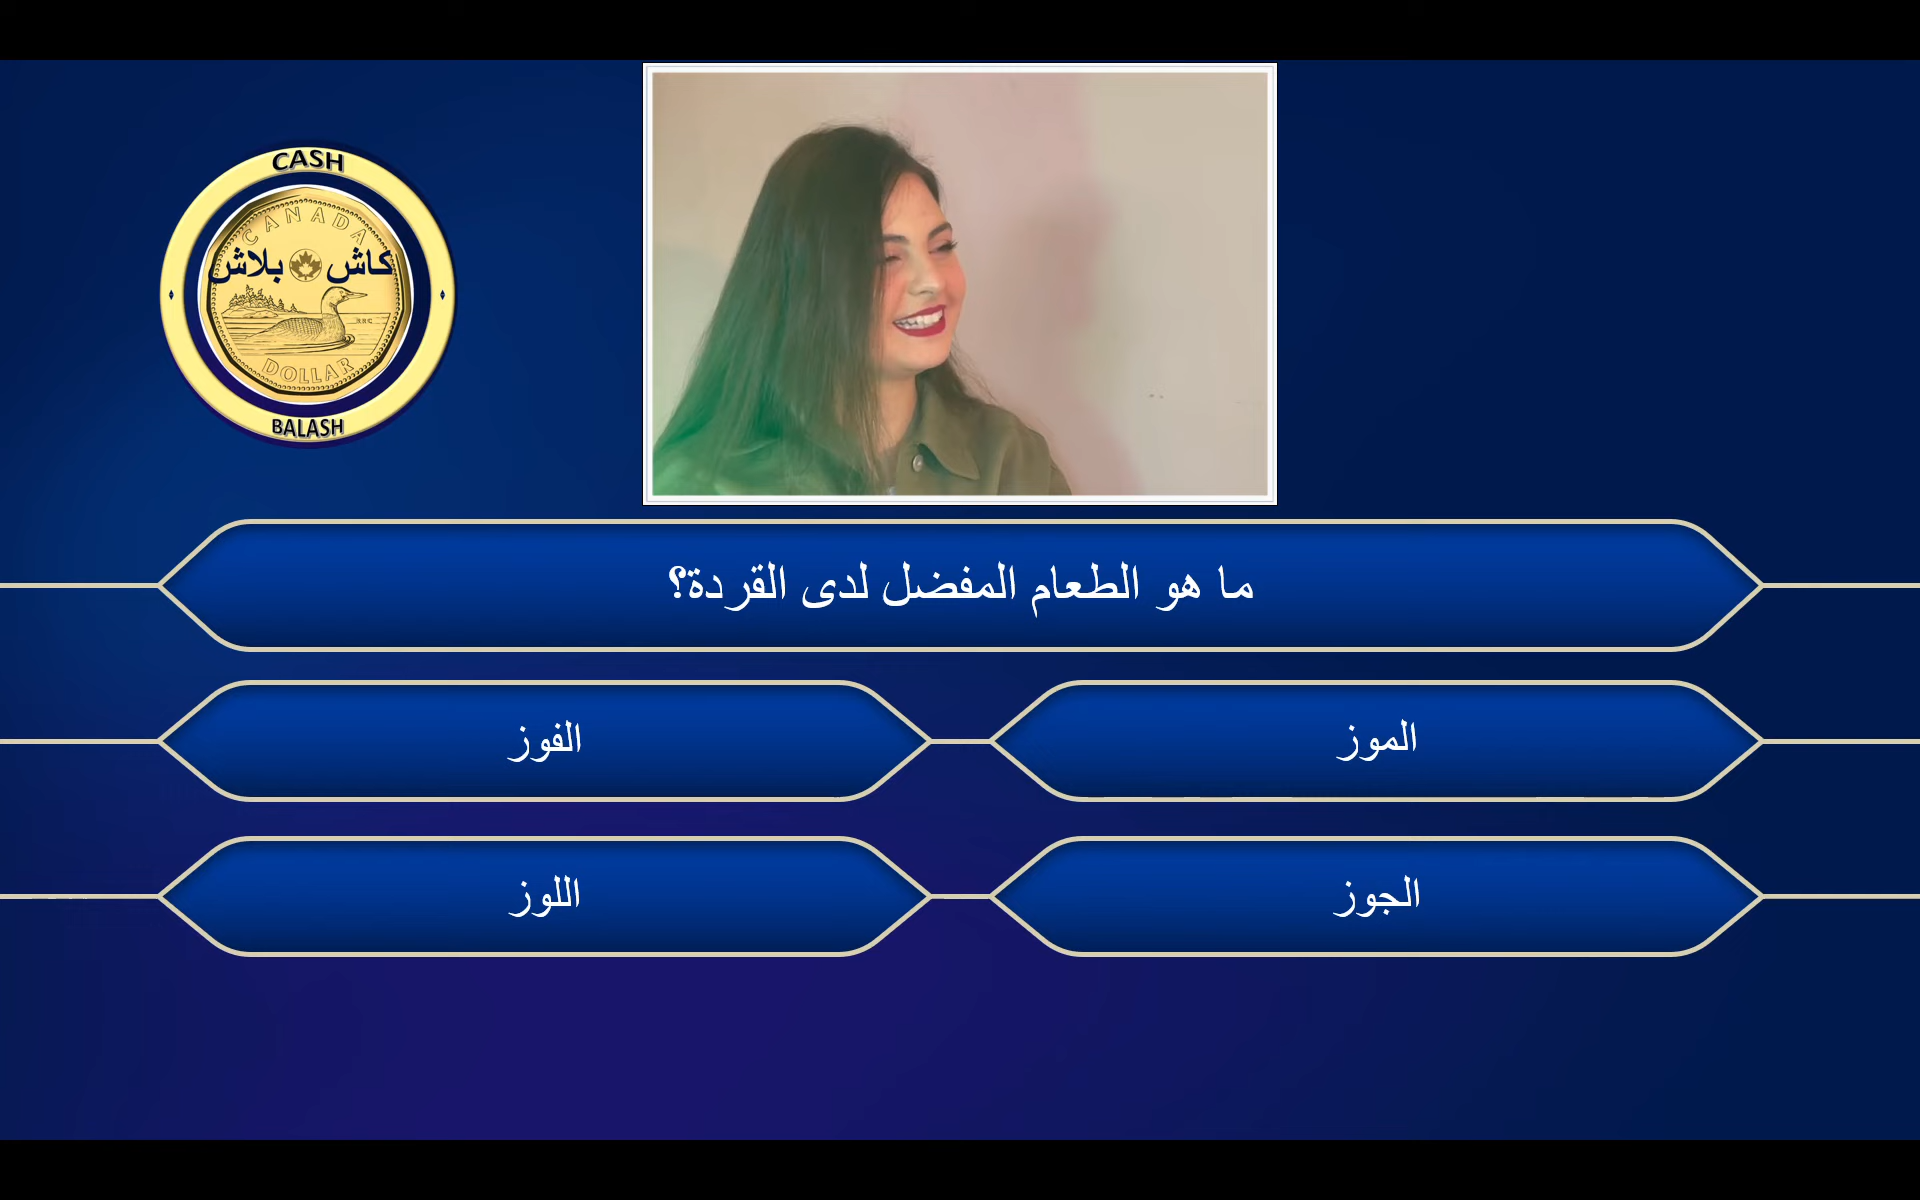 CASH
CANADA
كاش بلاش
DOLLAR
BALASH
ما هو الطعام المفضل لدى القردة؟
الموز
الفوز
الجوز
اللوز